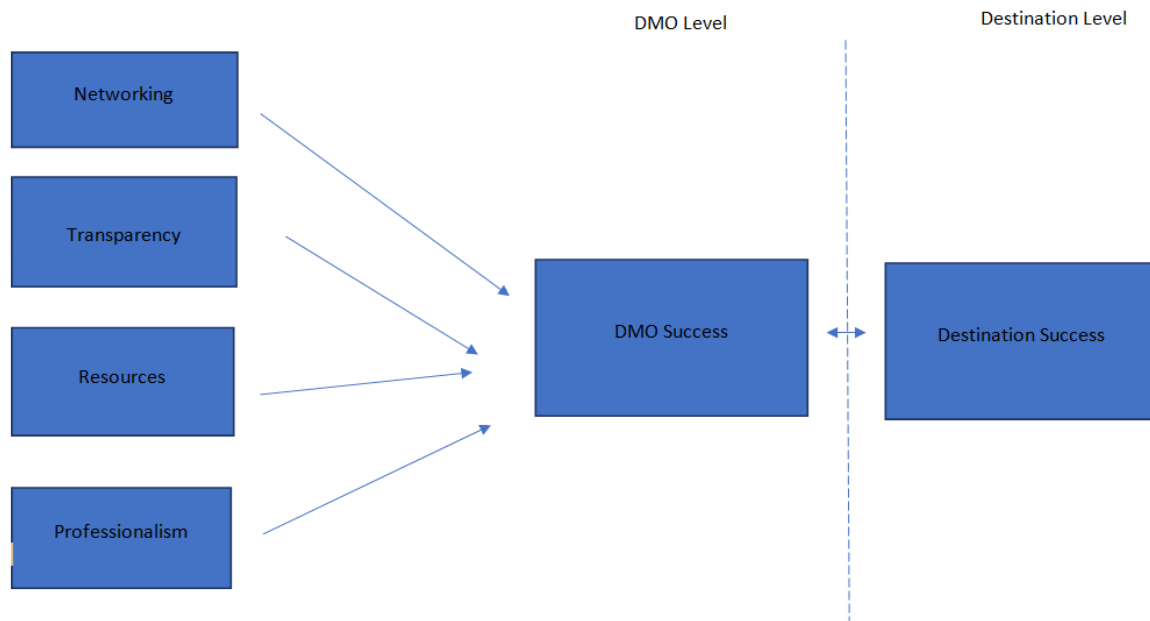 DMO Level
Destination Level
Networking
Transparency
Resources
Professionalism
DMO Success
Destination Success